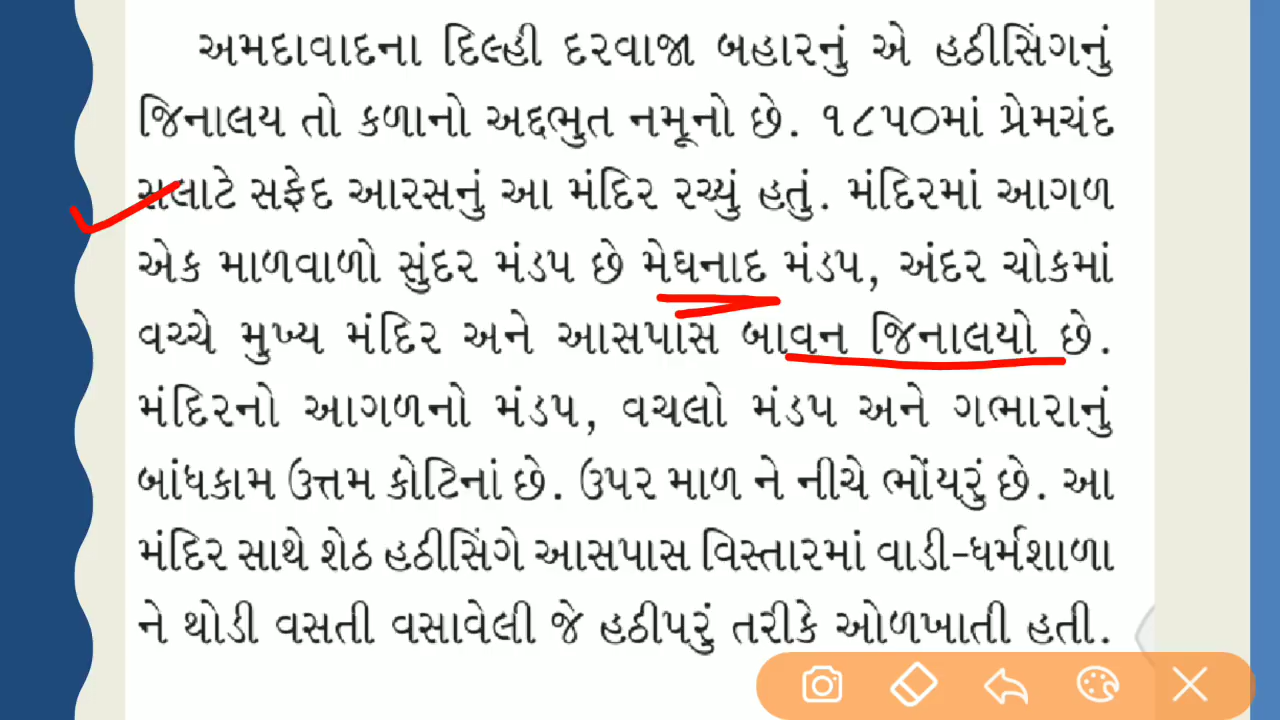 અમદાવાદના દિલ્હી દરવાજા બહારનું એ હઠીસિંગનું
જિનાલય તો કળાનો અદ્દભુત નમૂનો છે. ૧૮૫૦માં પ્રેમચંદ
સલાટે સફેદ આરસનું આ મંદિર રચ્યું હતું. મંદિરમાં આગળ
એક માળવાળો સુંદર મંડપ છે મેઘનાદ મંડપ, અંદર ચોકમાં
વચ્ચે મુખ્ય મંદિર અને આસપાસ બાવન જિનાલયો છે.
મંદિરનો આગળનો મંડપ, વચલો મંડપ અને ગભારાનું
બાંધકામ ઉત્તમ કોટિનાં છે. ઉપર માળ ને નીચે ભોંયરું છે. આ
મંદિર સાથે શેઠ હઠીસિંગે આસપાસ વિસ્તારમાં વાડી-ધર્મશાળા
ને થોડી વસતી વસાવેલી જે હઠીપરું તરીકે ઓળખાતી હતી.